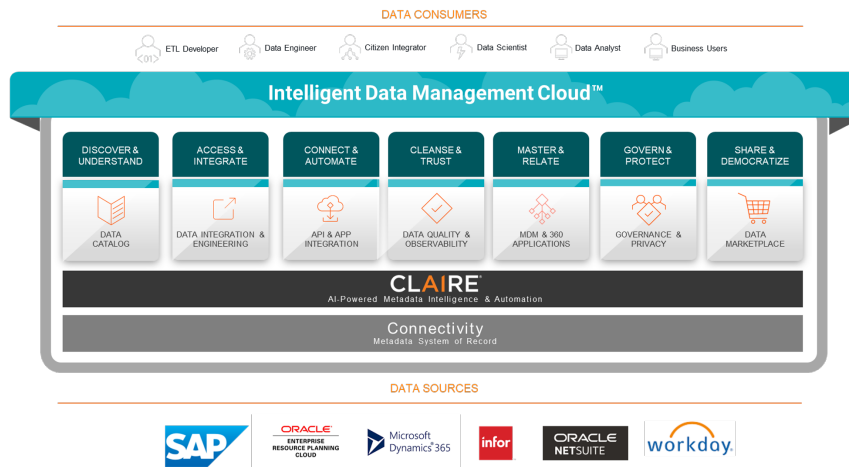 DATA CONSUMERS
<01>
ETL Developer
Data Engineer
Citizen Integrator
Data Scientist
Data Analyst
Business Users
Intelligent Data Management Cloud™
DISCOVER &
UNDERSTAND
ACCESS &
INTEGRATE
CONNECT &
AUTOMATE
CLEANSE &
TRUST
MASTER &
RELATE
GOVERN &
PROTECT
SHARE &
DEMOCRATIZE
DATA
CATALOG
DATA INTEGRATION &
ENGINEERING
API & APP
INTEGRATION
DATA QUALITY &
OBSERVABILITY
MDM & 360
APPLICATIONS
GOVERNANCE &
PRIVACY
DATA
MARKETPLACE
CLAIRE®
AI-Powered Metadata Intelligence & Automation
Connectivity
Metadata System of Record
DATA SOURCES
SAP
ORACLE®
ENTERPRISE
RESOURCE PLANNING
CLOUD
Microsoft
Dynamics® 365
infor
ORACLE
NETSUITE
workday.